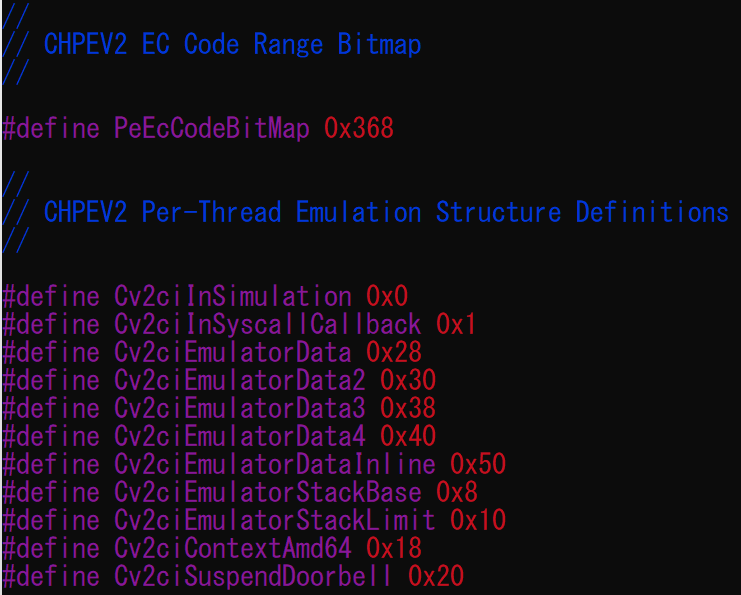 //
// CHPEV2 EC Code Range Bitmap
//
#define PeEcCodeBitMap 0x368
//
// CHPEV2 Per-Thread Emulation Structure Definitions
//
#define Cv2ciInSimulation 0x0
#define Cv2ciInSyscallCallback 0x1
#define Cv2ciEmulatorData 0x28
#define Cv2ciEmulatorData2 0x30
#define Cv2ciEmulatorData3 0x38
#define Cv2ciEmulatorData4 0x40
#define Cv2ciEmulatorDataInline 0x50
#define Cv2ciEmulatorStackBase 0x8
#define Cv2ciEmulatorStackLimit 0x10
#define Cv2ciContextAmd64 0x18
#define Cv2ciSuspendDoorbell 0x20